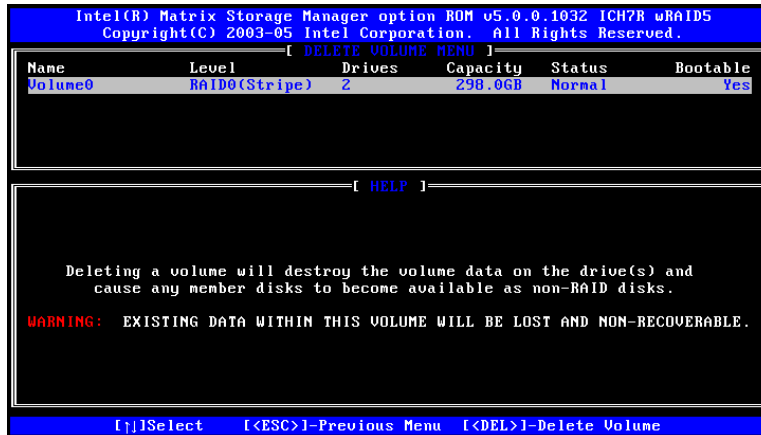 Intel(R) Matrix Storage Manager option ROM v5.0.0.1032 ICH7R wRAID5
Copyright(C) 2003-05 Intel Corporation. All Rights Reserved.
[ DELETE VOLUME MENU ]
Name Level Drives Capacity Status Bootable
Volume0 RAID0(Stripe) 2 298.0GB Normal Yes
[ HELP ]
Deleting a volume will destroy the volume data on the drive(s) and
cause any member disks to become available as non-RAID disks.
WARNING: EXISTING DATA WITHIN THIS VOLUME WILL BE LOST AND NON-RECOVERABLE.
[↑↓]Select [<ESC>]-Previous Menu [<DEL>]-Delete Volume